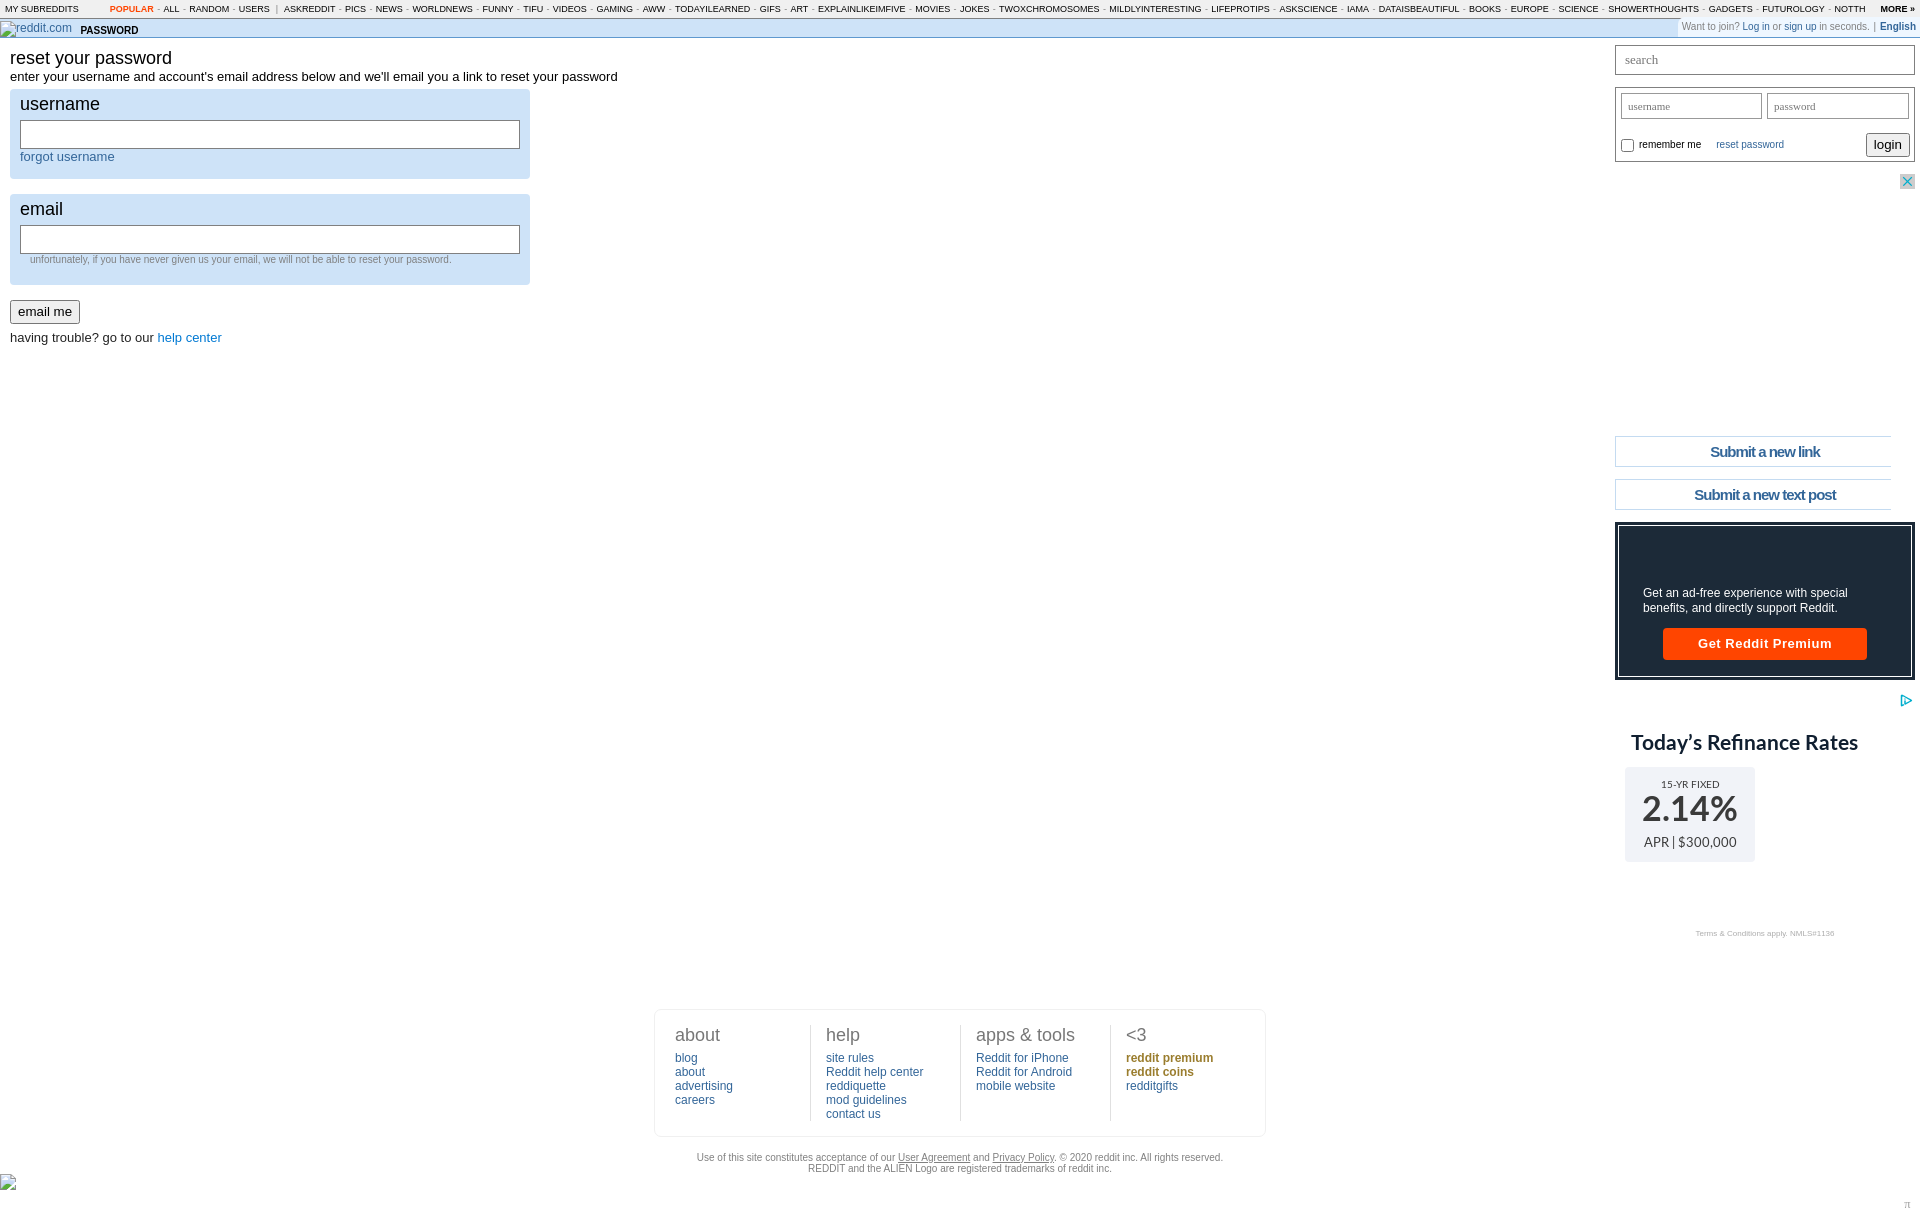 MY SUBREDDITS POPULAR - ALL - RANDOM - USERS | ASKREDDIT - PICS - NEWS - WORLDNEWS - FUNNY - TIFU - VIDEOS - GAMING - AWW - TODAYILEARNED - GIFS - ART - EXPLAINLIKEIMFIVE - MOVIES - JOKES - TWOXCHROMOSOMES - MILDLYINTERESTING - LIFEPROTIPS - ASKSCIENCE - IAMA - DATAISBEAUTIFUL - BOOKS - EUROPE - SCIENCE - SHOWERTHOUGHTS - GADGETS - FUTUROLOGY - NOTTH MORE »
reddit.com PASSWORD
Want to join? Log in or sign up in seconds. | English
reset your password
enter your username and account's email address below and we'll email you a link to reset your password
username
forgot username
email
unfortunately, if you have never given us your email, we will not be able to reset your password.
email me
having trouble? go to our help center
search
username password
remember me reset password login
Submit a new link
Submit a new text post
Get an ad-free experience with special
benefits, and directly support Reddit.
Get Reddit Premium
Today’s Refinance Rates
15-YR FIXED
2.14%
APR | $300,000
Terms & Conditions apply. NMLS#1136
about
blog
about
advertising
careers
help
site rules
Reddit help center
reddiquette
mod guidelines
contact us
apps & tools
Reddit for iPhone
Reddit for Android
mobile website
<3
reddit premium
reddit coins
redditgifts
Use of this site constitutes acceptance of our User Agreement and Privacy Policy. © 2020 reddit inc. All rights reserved.
REDDIT and the ALIEN Logo are registered trademarks of reddit inc.
π